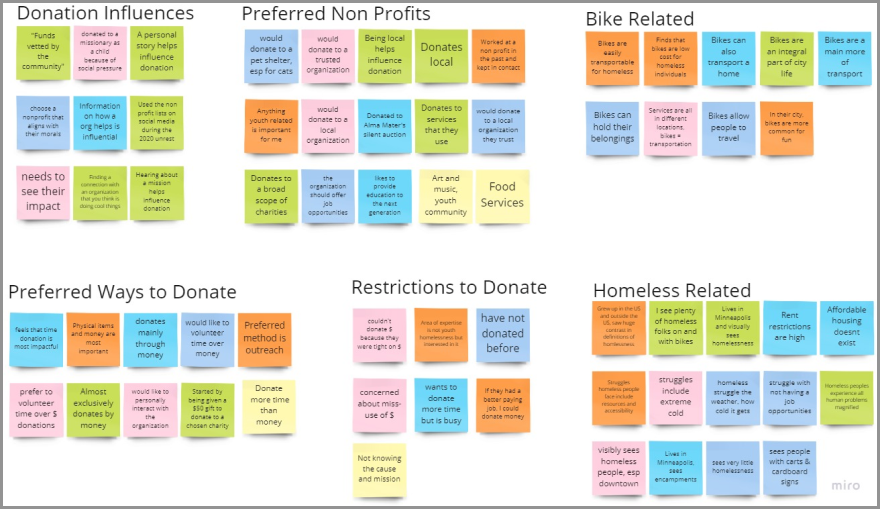 Donation Influences
"Funds
vetted by
the
community"
donated to a
missionary as
a child
because of
social pressure
A personal
story helps
influence
donation
choose a
nonprofit that
aligns with
their morals
Information
on how a
org helps is
influential
Used the non
profit lists on
social media
during the
2020 unrest
needs to
see their
impact
Finding a
connection with
an organization
that you think is
doing cool things
Hearing about
a mission
helps
influence
donation
Preferred Non Profits
would
donate to a
pet shelter,
esp for cats
would
donate to a
trusted
organization
Being local
helps
influence
donation
Donates
local
Worked at a
non profit in
the past and
kept in contact
Anything
youth related
is important
for me
would
donate to a
local
organization
Donated to
Alma Mater's
silent auction
Donates to
services
that they
use
would donate
to a local
organization
they trust
Donates to
a broad
scope of
charities
the
organization
should offer
job
opportunities
likes to
provide
education to
the next
generation
Art and
music,
youth
community
Food
Services
Bike Related
Bikes are
easily
transportable
for homeless
Finds that
bikes are low
cost for
homeless
individuals
Bikes can
also
transport a
home
Bikes are
an integral
part of city
life
Bikes are a
main more
of
transport
Bikes can
hold their
belongings
Services are all
in different
locations,
bikes =
transportation
Bikes allow
people to
travel
In their city,
bikes are more
common for
fun
Preferred Ways to Donate
feels that time
donation is
most impactful
Physical items
and money are
most
important
donates
mainly
through
money
would like to
volunteer
time over
money
Preferred
method is
outreach
prefer to
volunteer
time over $
donations
Almost
exclusively
donates by
money
would like to
personally
interact with
the
organization
Started by
being given a
$50 gift to
donate to a
chosen charity
Donate
more time
than
money
Restrictions to Donate
couldn't
donate $
because they
were tight on $
Area of expertise
is not youth
homelessness but
interested in it
have not
donated
before
concerned
about miss-
use of $
wants to
donate
more time
but is busy
If they had a
better paying
job, I could
donate money
Not knowing
the cause
and mission
Homeless Related
Grew up in the US
and outside the
US, saw huge
contrast in
definitions of
homelessness
I see plenty
of homeless
folks on and
with bikes
Lives in
Minneapolis
and visually
sees
homelessness
Rent
restrictions
are high
Affordable
housing
doesnt
exist
Struggles
homeless people
face include
resources and
accessibility
struggles
include
extreme
cold
homeless
struggle the
weather, how
cold it gets
struggle with
not having a
job
opportunities
Homeless peoples
experience all
human problems
magnified
visibly sees
homeless
people, esp
downtown
Lives in
Minneapolis,
sees
encampments
sees very little
homelessness
sees people
with carts &
cardboard
signs
miro